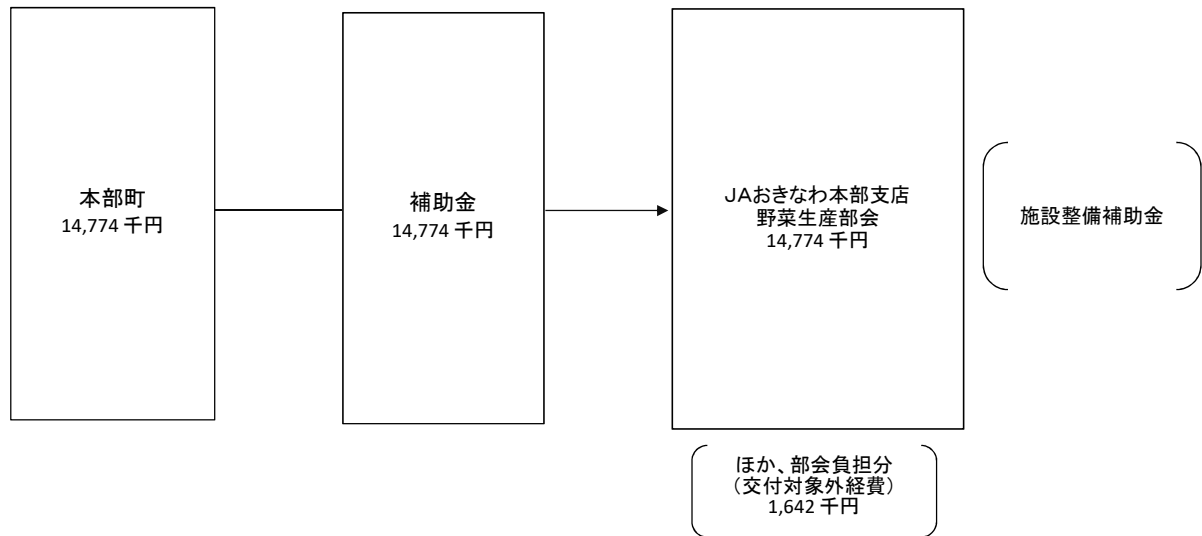 本部町
14,774 千円
補助金
14,774 千円
JAおきなわ本部支店
野菜生産部会
14,774 千円
施設整備補助金
ほか、部会負担分
（交付対象外経費）
1,642 千円